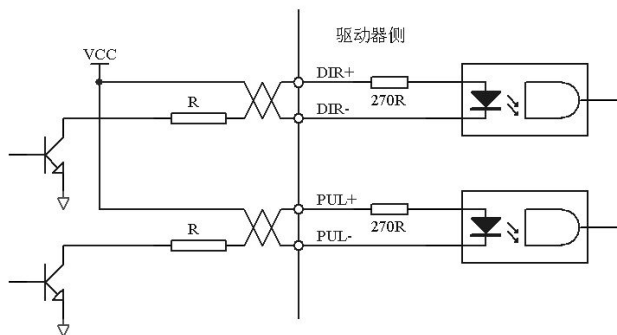 驱动器侧
VCC
DIR+
R
270R
DIR-
PUL+
R
270R
PUL-